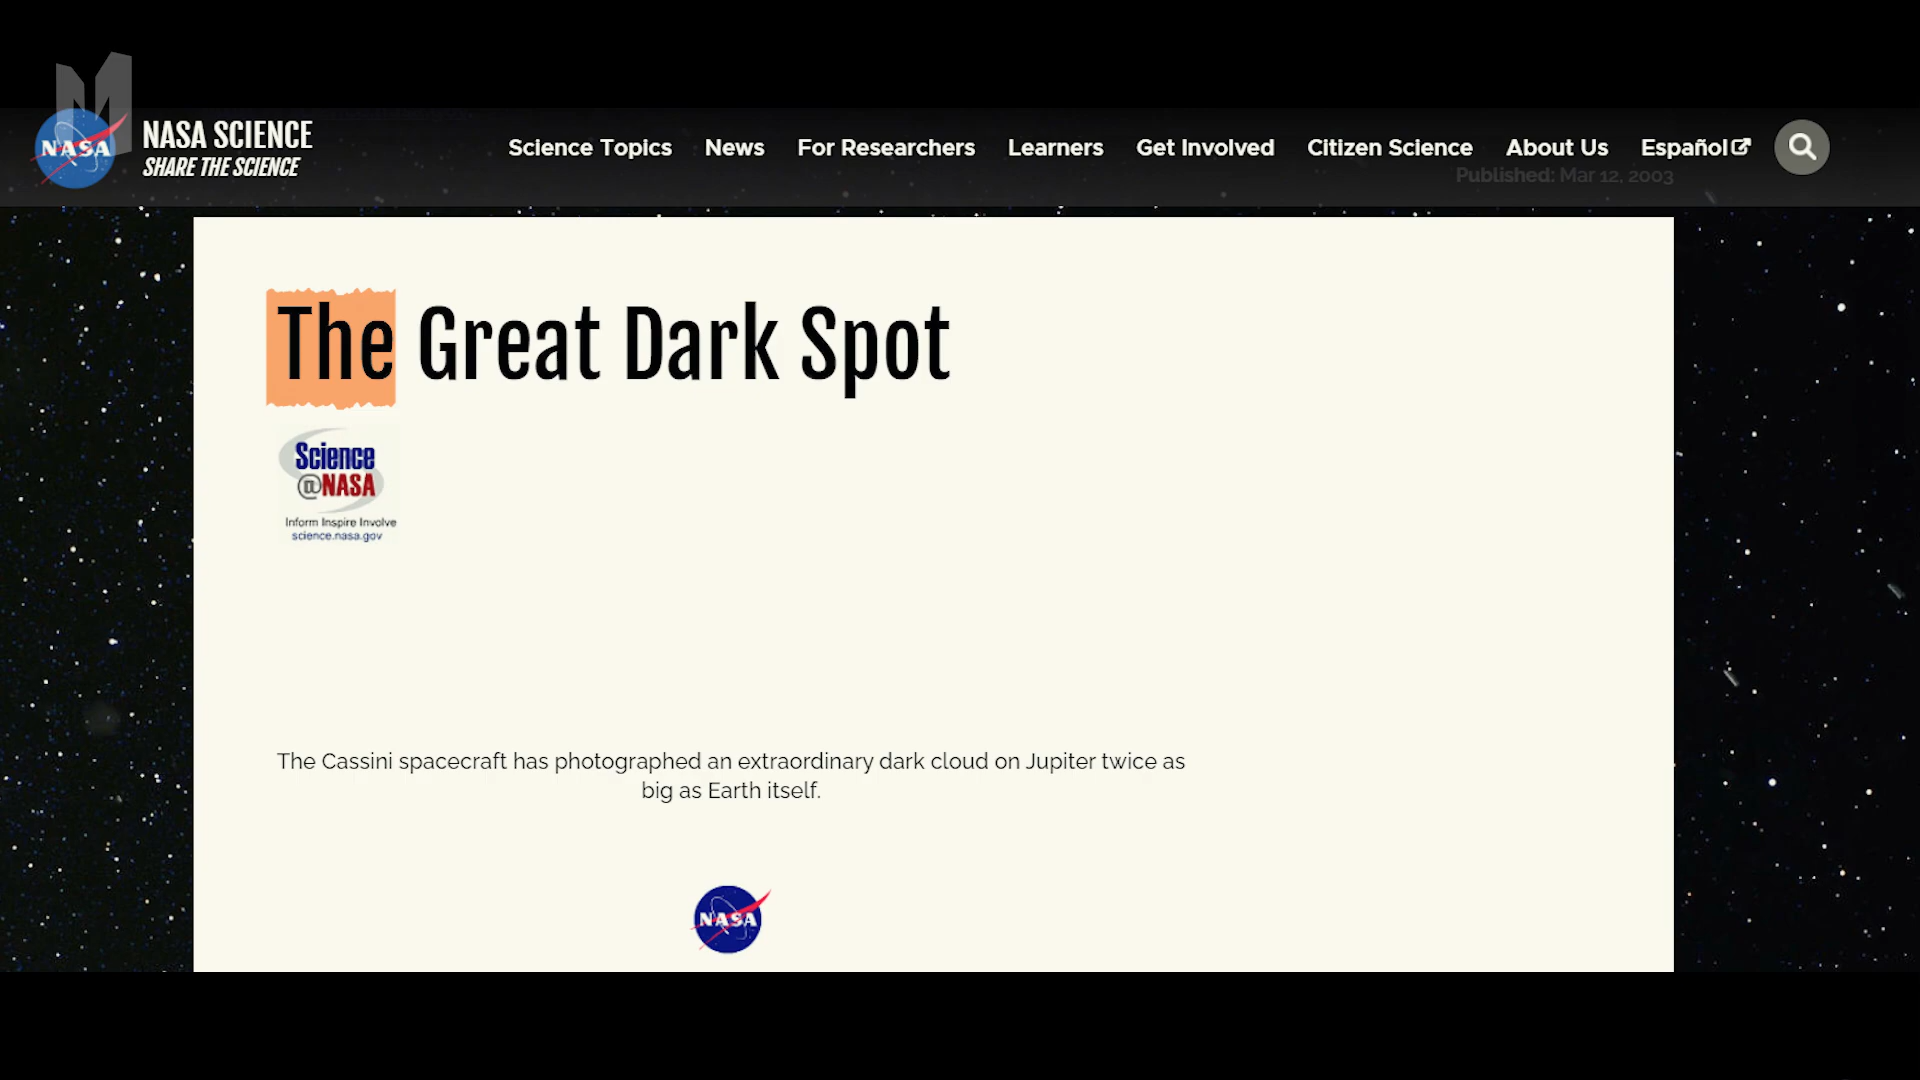 M
NASA
NASA SCIENCE
SHARE THE SCIENCE
Science Topics News For Researchers Learners Get Involved Citizen Science About Us Español
Published: Mar 12, 2003
The Great Dark Spot
Science
@NASA
Inform Inspire Involve
science.nasa.gov
The Cassini spacecraft has photographed an extraordinary dark cloud on Jupiter twice as
big as Earth itself.
NASA